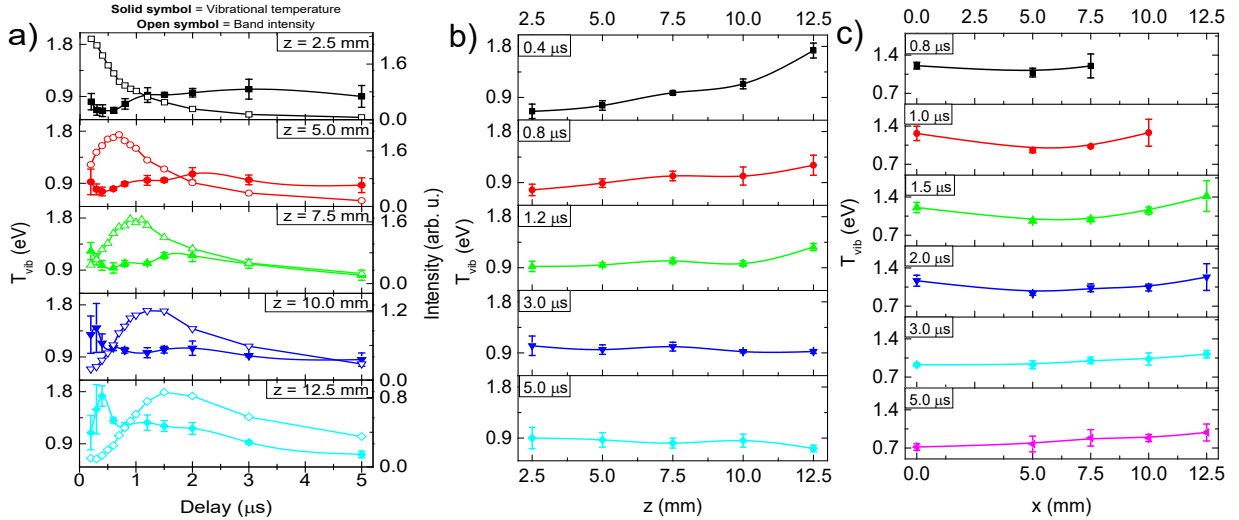 Solid symbol = Vibrational temperature
Open symbol = Band intensity
a)
z = 2.5 mm
1.8
0.9
1.6
0.8
0.0
z = 5.0 mm
1.8
0.9
1.6
0.8
0.0
z = 7.5 mm
1.8
0.9
1.6
0.8
0.0
z = 10.0 mm
1.8
0.9
1.2
0.6
0.0
z = 12.5 mm
1.8
0.9
0.8
0.0
0 1 2 3 4 5
Delay (μs)
T vib (eV)
Intensity (arb. u.)
b)
2.5 5.0 7.5 10.0 12.5
0.4 μs
1.8
0.9
0.8 μs
1.8
0.9
1.2 μs
1.8
0.9
3.0 μs
1.8
0.9
5.0 μs
1.8
0.9
2.5 5.0 7.5 10.0 12.5
z (mm)
T vib (eV)
c)
0.0 2.5 5.0 7.5 10.0 12.5
0.8 μs
1.4
0.7
1.0 μs
1.4
0.7
1.5 μs
1.4
0.7
2.0 μs
1.4
0.7
3.0 μs
1.4
0.7
5.0 μs
1.4
0.7
0.0 2.5 5.0 7.5 10.0 12.5
x (mm)
T vib (eV)